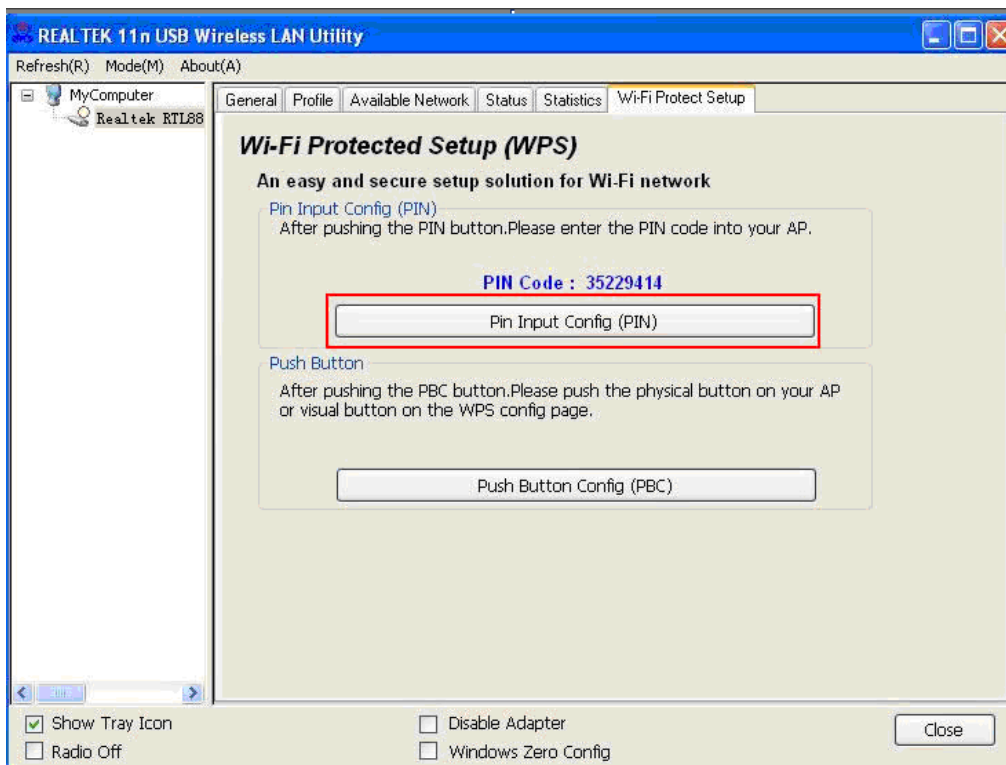 REALTEK 11n USB Wireless LAN Utility
Refresh(R) Mode(M) About(A)
MyComputer
Realtek RTL88
General Profile Available Network Status Statistics Wi-Fi Protect Setup
Wi-Fi Protected Setup (WPS)
An easy and secure setup solution for Wi-Fi network
Pin Input Config (PIN)
After pushing the PIN button.Please enter the PIN code into your AP.
PIN Code : 35229414
Pin Input Config (PIN)
Push Button
After pushing the PBC button.Please push the physical button on your AP
or visual button on the WPS config page.
Push Button Config (PBC)
Show Tray Icon
Radio Off
Disable Adapter
Windows Zero Config
Close